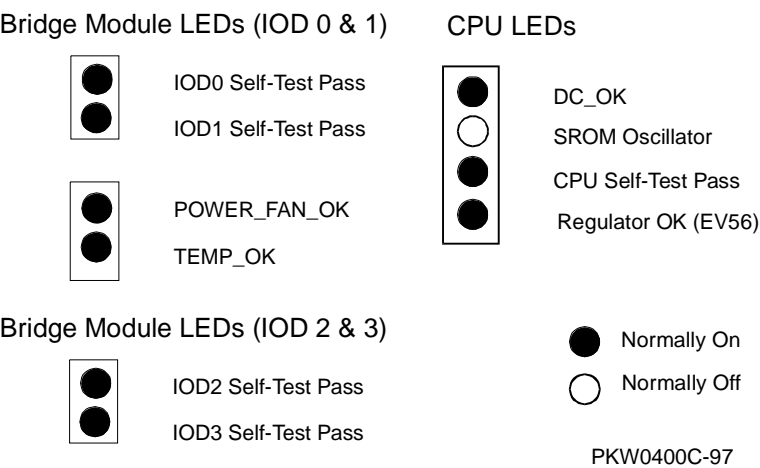 Bridge Module LEDs (IOD 0 & 1)
IOD0 Self-Test Pass
IOD1 Self-Test Pass
POWER_FAN_OK
TEMP_OK
Bridge Module LEDs (IOD 2 & 3)
IOD2 Self-Test Pass
IOD3 Self-Test Pass
CPU LEDs
DC_OK
SROM Oscillator
CPU Self-Test Pass
Regulator OK (EV56)
Normally On
Normally Off
PKW0400C-97